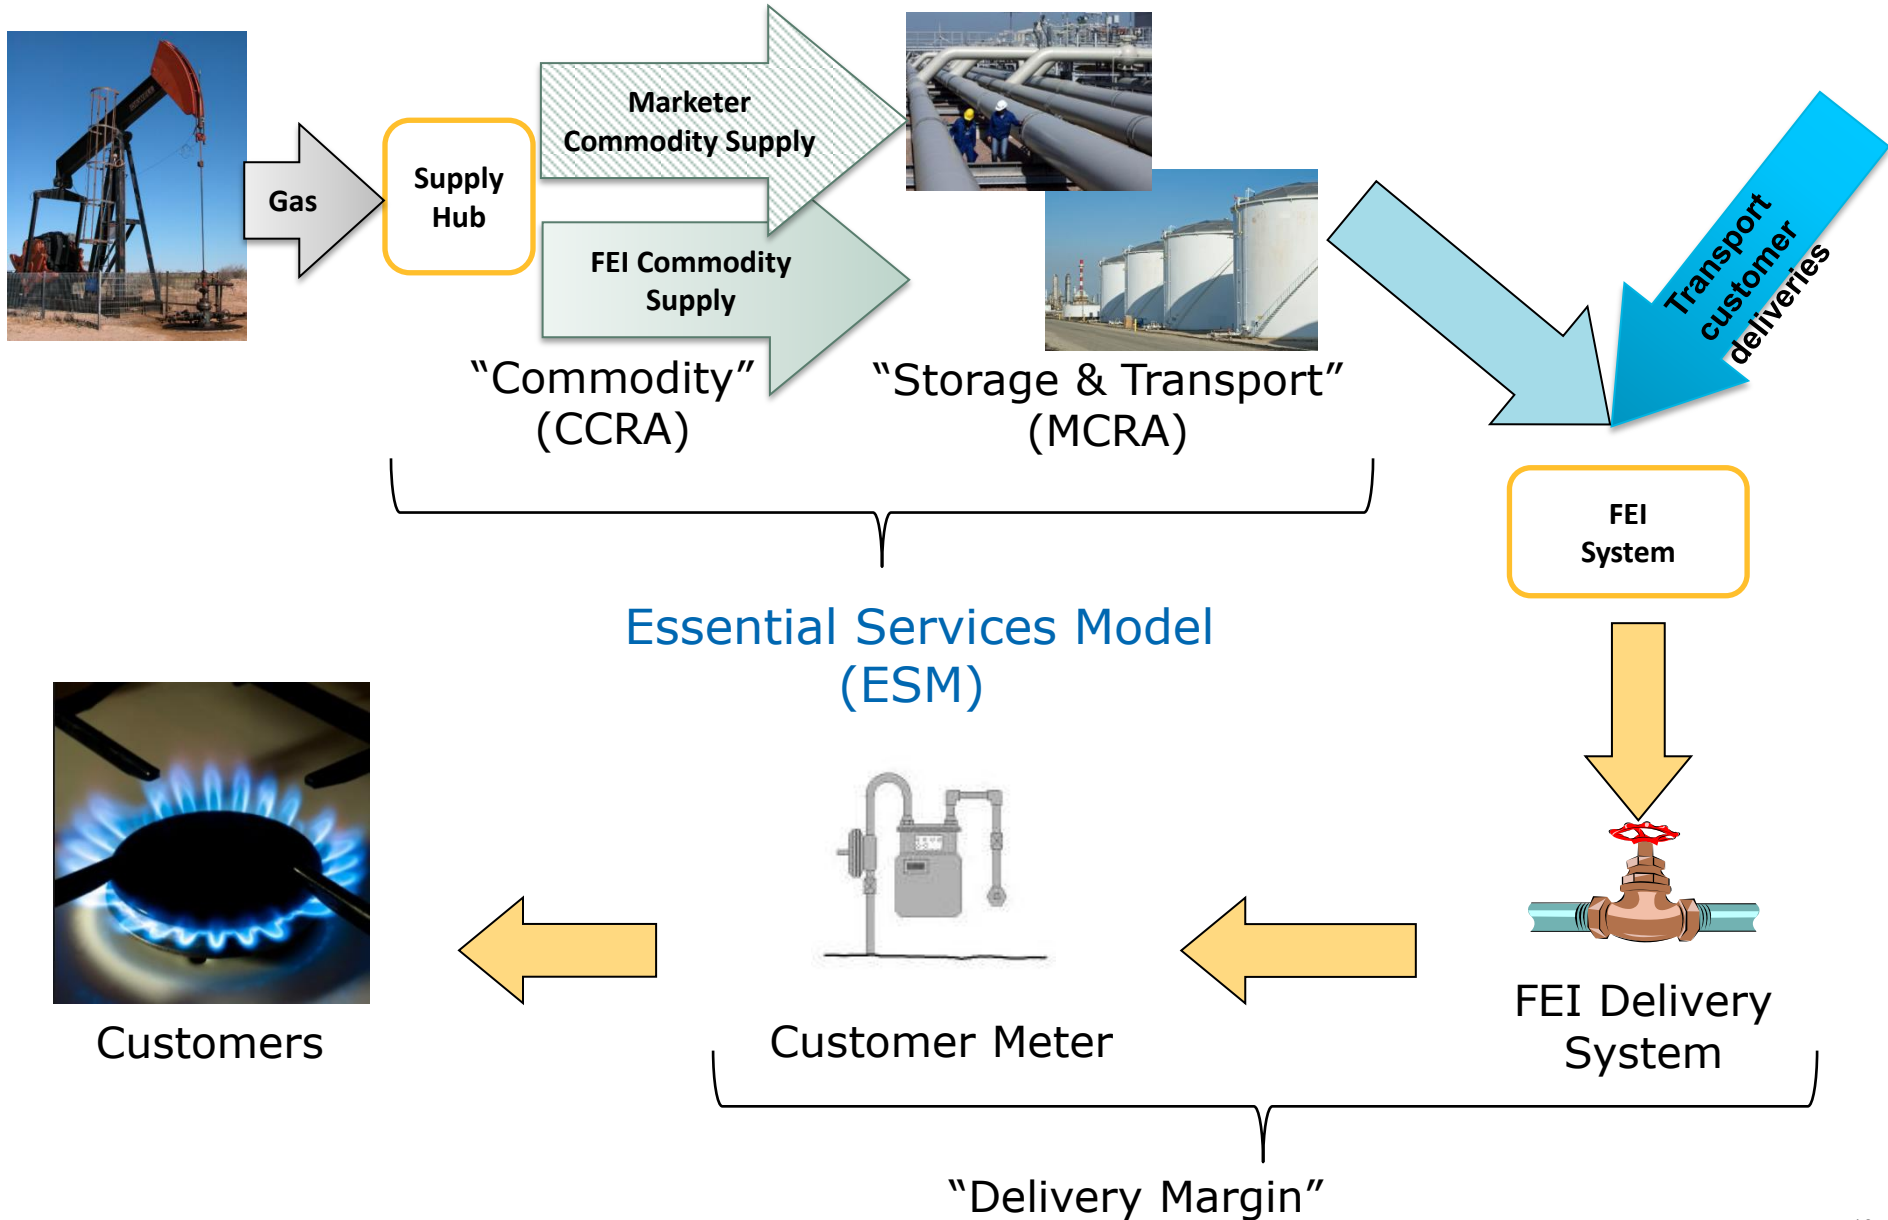 Gas
Supply
Hub
Marketer
Commodity Supply
FEI Commodity
Supply
“Commodity”
(CCRA)
“Storage & Transport”
(MCRA)
Transport
customer
deliveries
FEI
System
Essential Services Model
(ESM)
FEI Delivery
System
Customer Meter
Customers
“Delivery Margin”